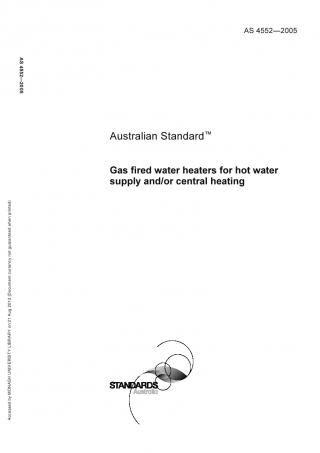 AS 4552—2005
AS 4552—2005
Australian Standard™
Gas fired water heaters for hot water
supply and/or central heating
Accessed by MONASH UNIVERSITY LIBRARY on 21 Aug 2013 (Document currency not guaranteed when printed)
STANDARDS
Australia